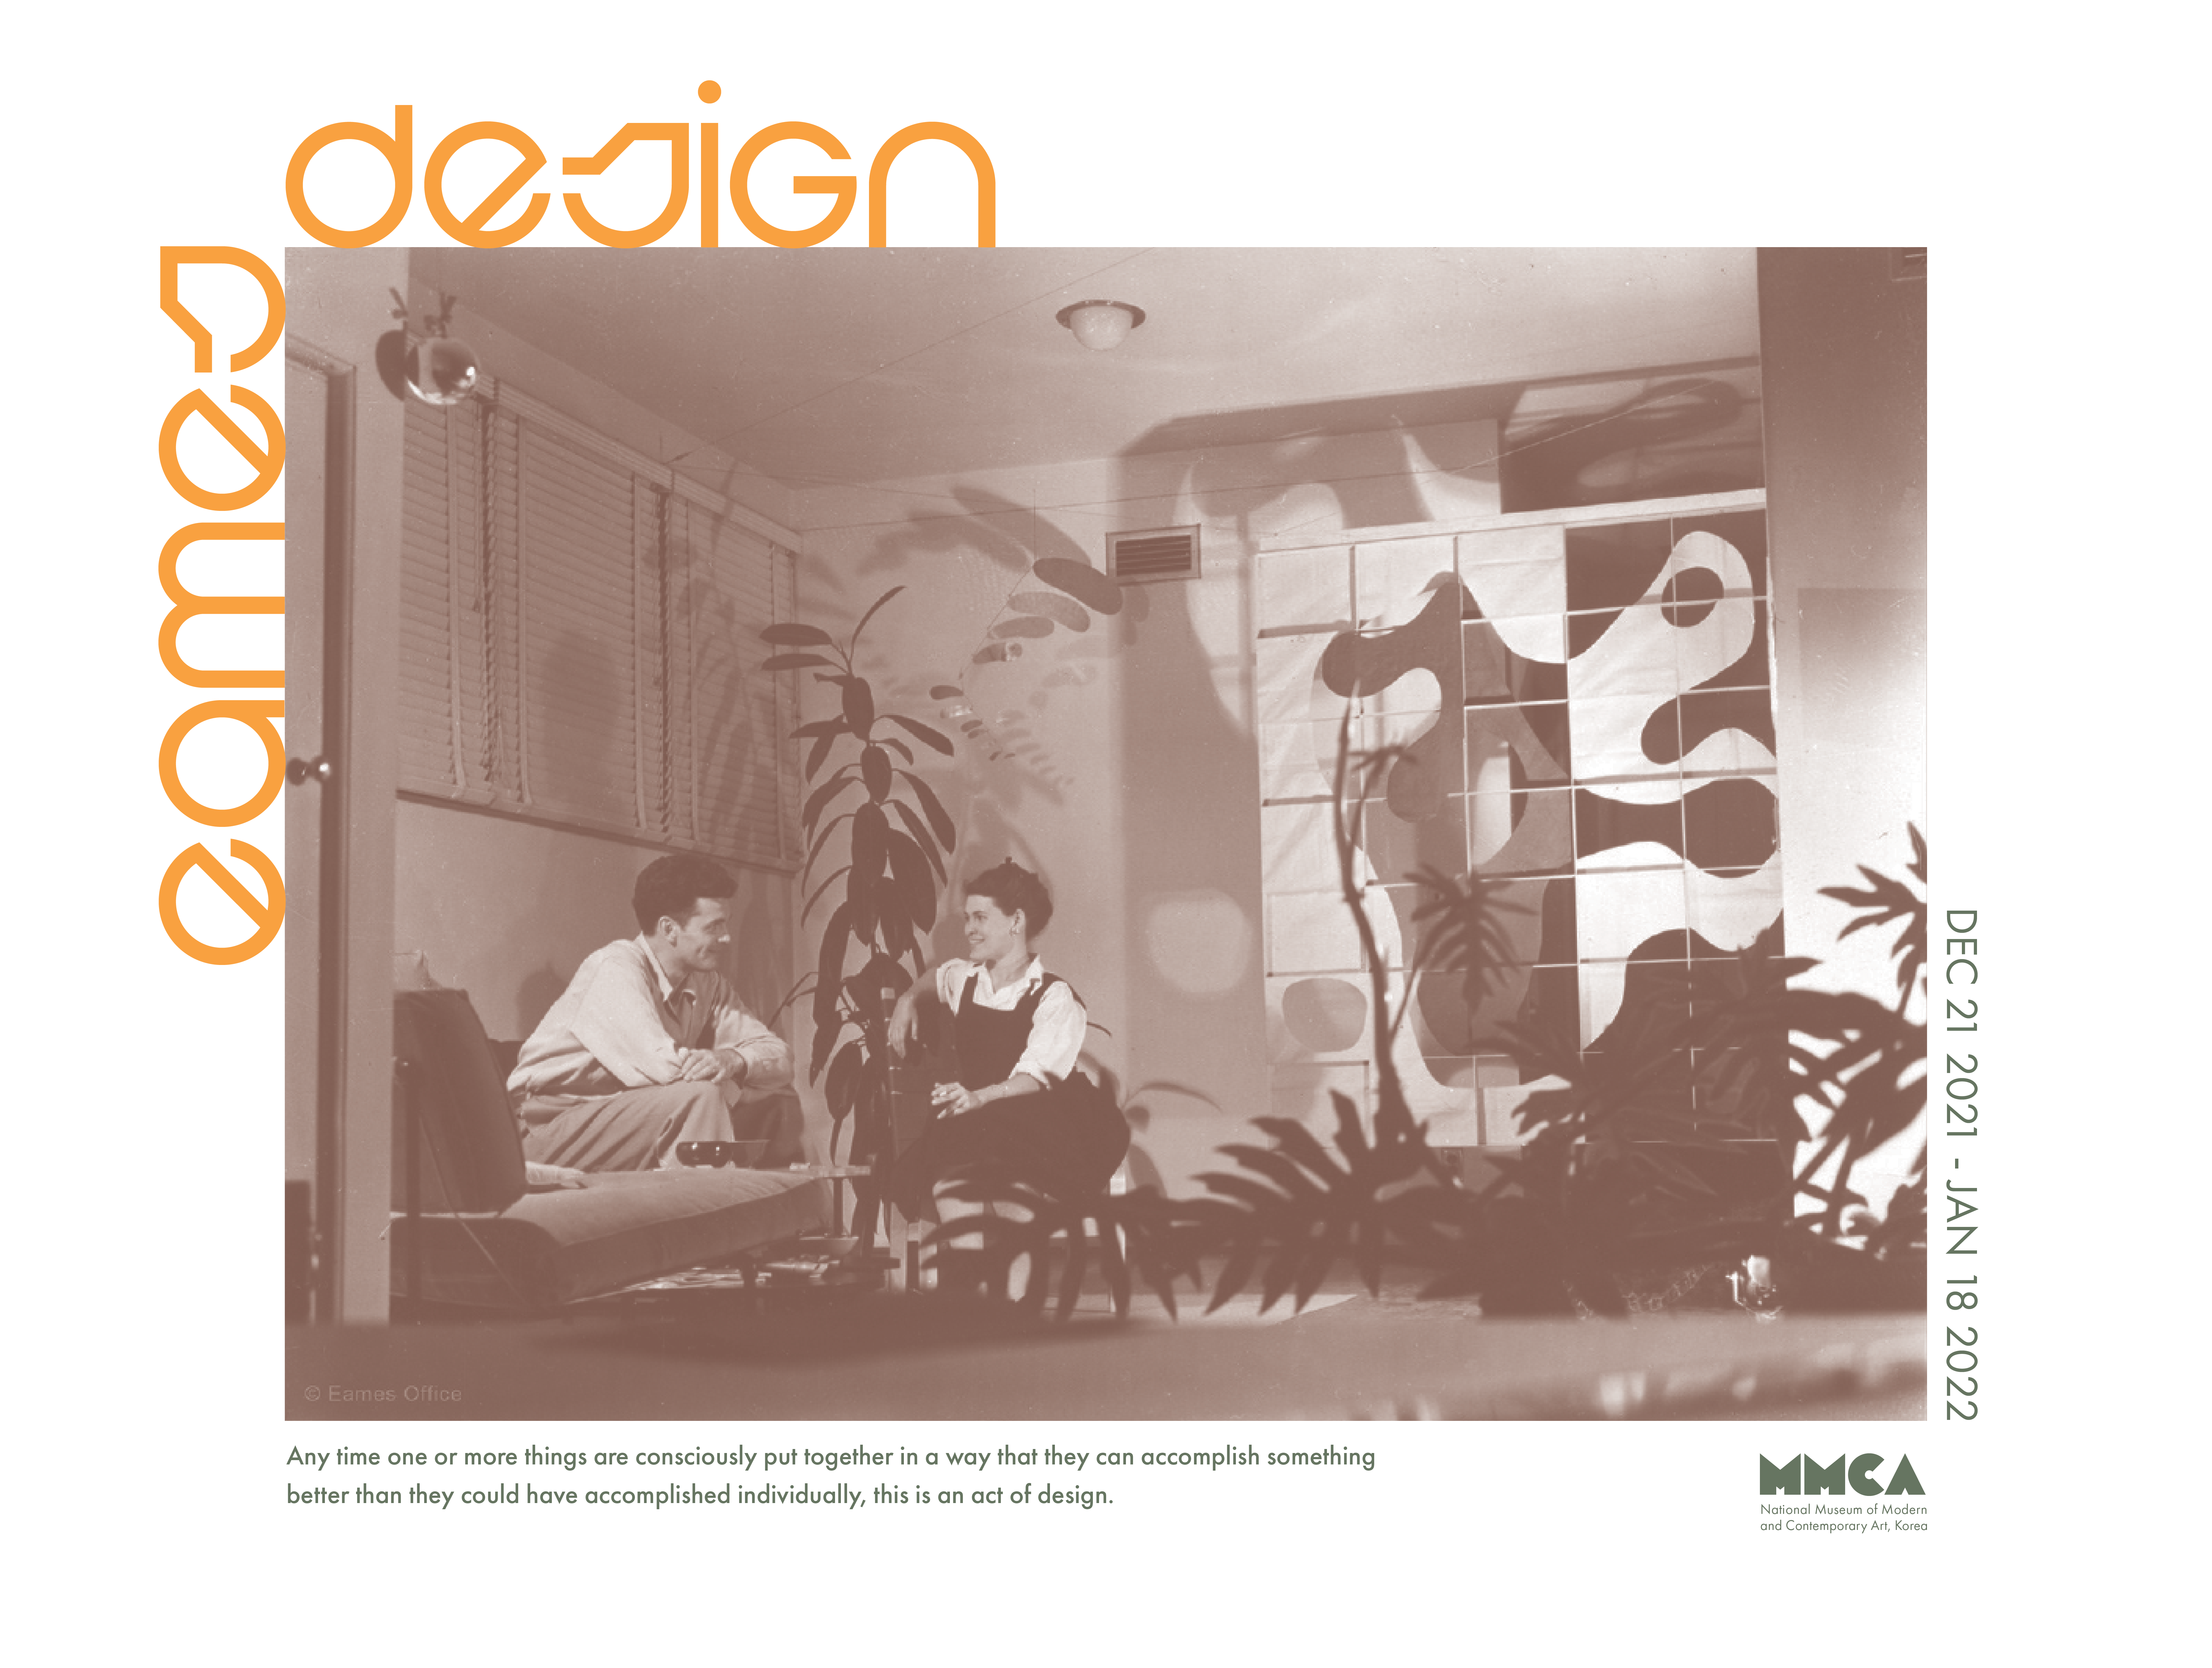 eames
design
DEC 21 2021 - JAN 18 2022
© Eames Office
Any time one or more things are consciously put together in a way that they can accomplish something
better than they could have accomplished individually, this is an act of design.
MMCA
National Museum of Modern
and Contemporary Art, Korea